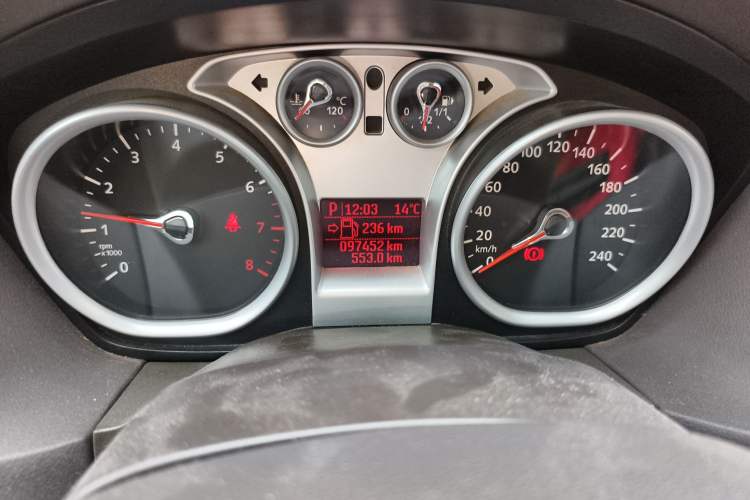 120 °C
0 1/2 1/1
0 1 2 3 4 5 6 7 8
rpm
x1000
P 12:03 14°C
236 km
097452 km
553.0 km
0 20 40 60 80 100 120 140 160 180 200 220 240
km/h